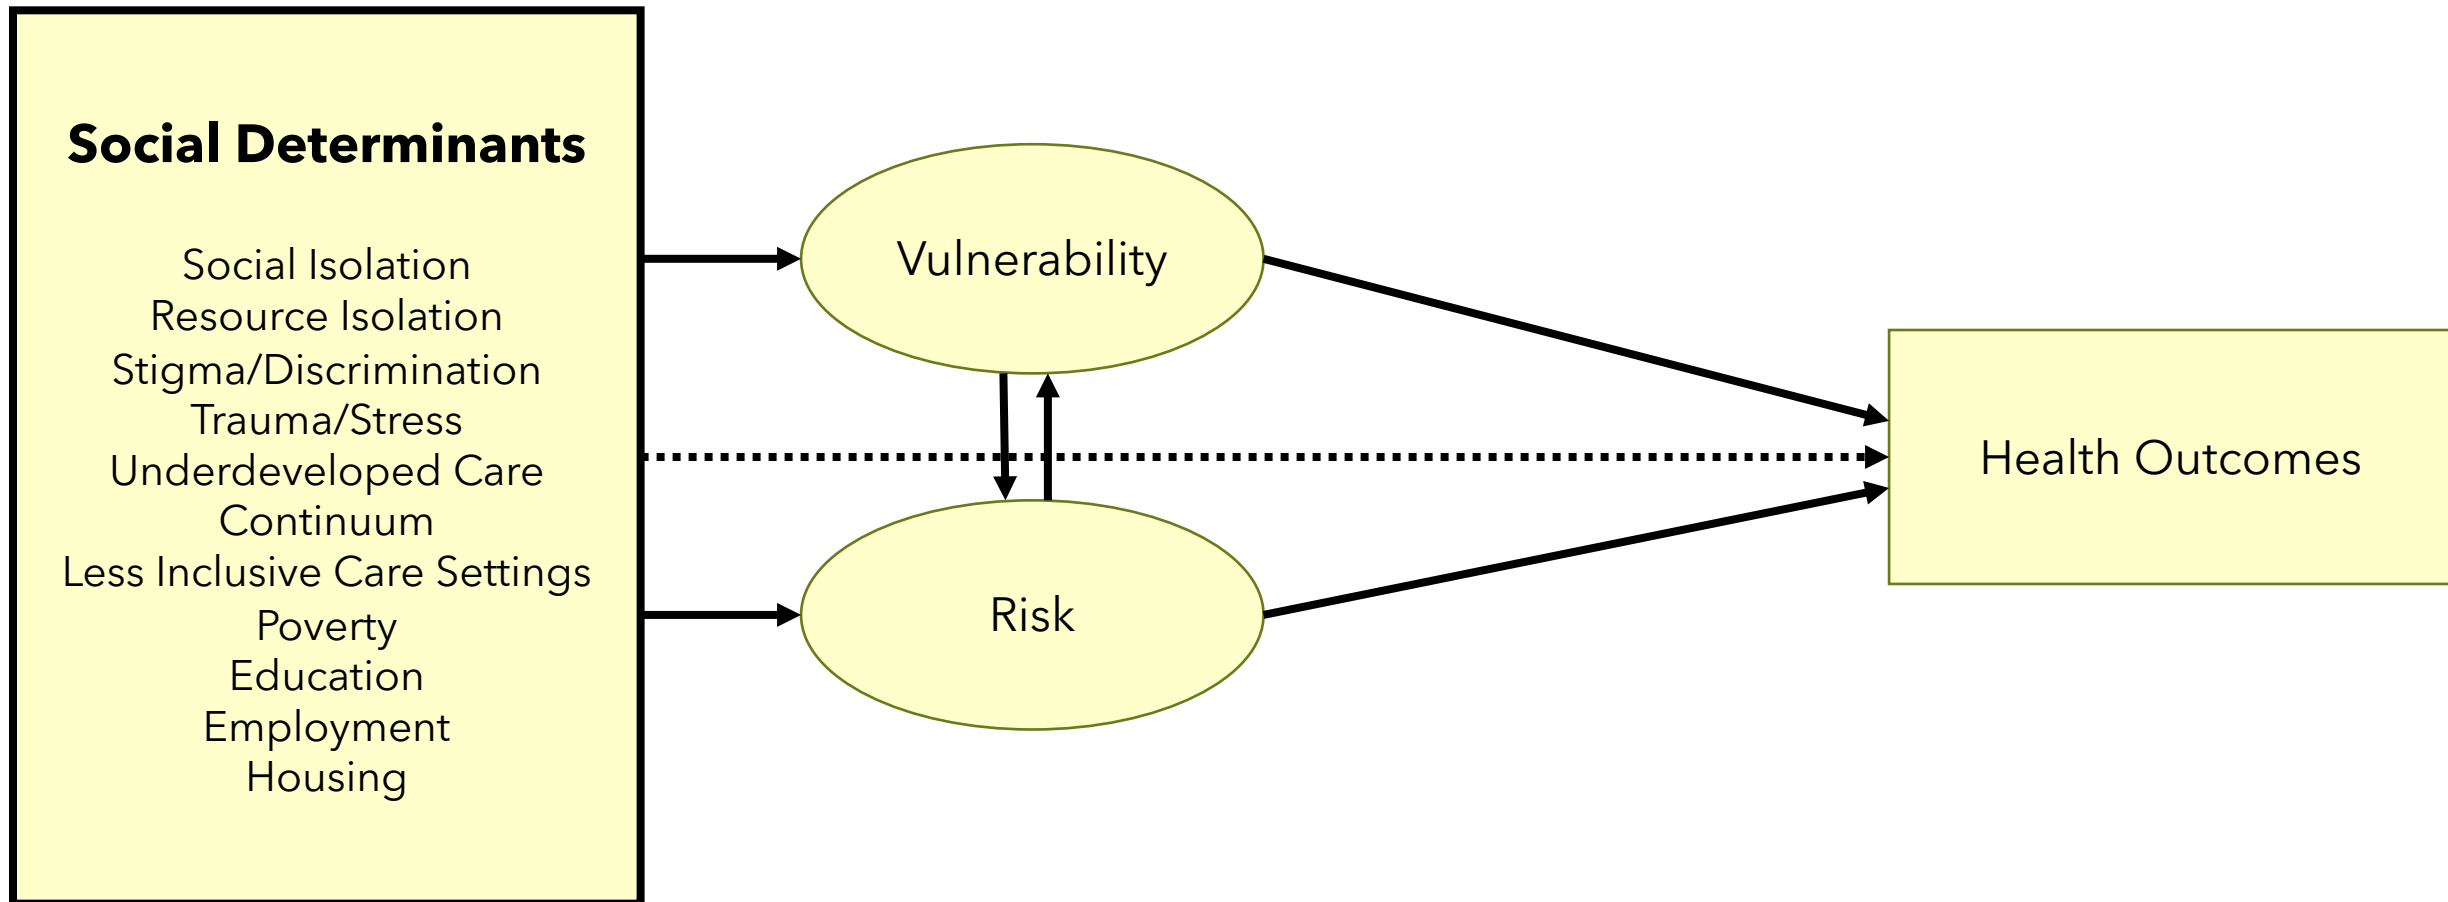 Social Determinants
Social Isolation
Resource Isolation
Stigma/Discrimination
Trauma/Stress
Underdeveloped Care
Continuum
Less Inclusive Care Settings
Poverty
Education
Employment
Housing
Vulnerability
Risk
Health Outcomes